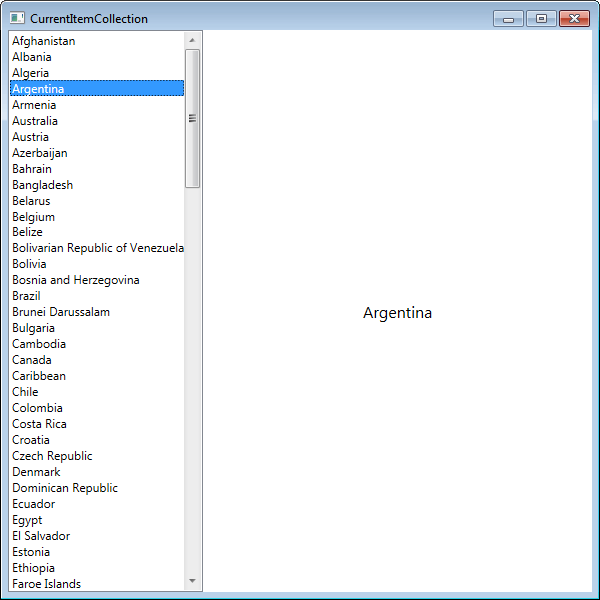 CurrentItemCollection
Afghanistan
Albania
Algeria
Argentina
Armenia
Australia
Austria
Azerbaijan
Bahrain
Bangladesh
Belarus
Belgium
Belize
Bolivarian Republic of Venezuela
Bolivia
Bosnia and Herzegovina
Brazil
Brunei Darussalam
Bulgaria
Cambodia
Canada
Caribbean
Chile
Colombia
Costa Rica
Croatia
Czech Republic
Denmark
Dominican Republic
Ecuador
Egypt
El Salvador
Estonia
Ethiopia
Faroe Islands
Argentina